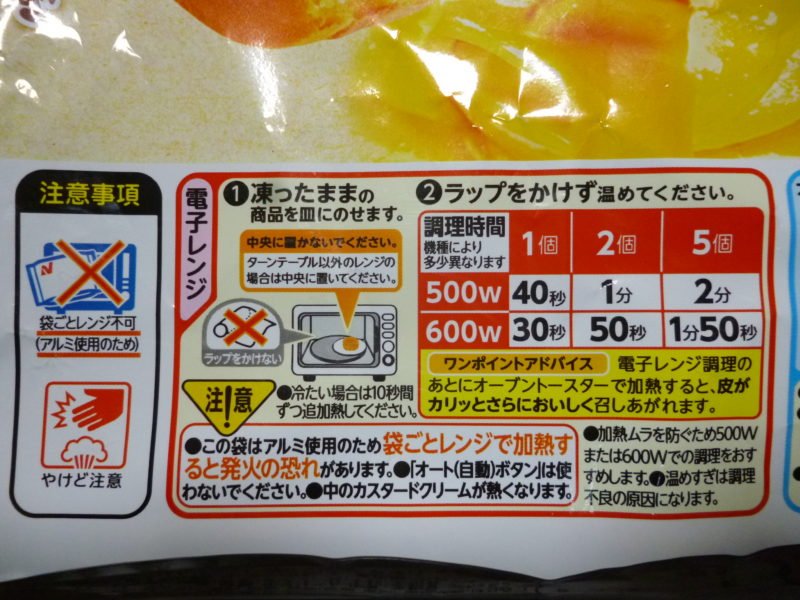 注意事項
袋ごとレンジ不可
(アルミ使用のため)
やけど注意
電子レンジ
❶凍ったままの
商品を皿にのせます。
中央に置かないでください。
ターンテーブル以外のレンジの
場合は中央に置いてください。
ラップをかけない
注!意
●冷たい場合は10秒間
ずつ追加熱してください。
❷ラップをかけず温めてください。
調理時間
機種により
多少異なります
1個 2個 5個
500W 40秒 1分 2分
600W 30秒 50秒 1分50秒
ワンポイントアドバイス 電子レンジ調理の
あとにオーブントースターで加熱すると、皮が
カリッとさらにおいしく召しあがれます。
●この袋はアルミ使用のため袋ごとレンジで加熱す
ると発火の恐れがあります。●「オート(自動)ボタン」は使
わないでください。●中のカスタードクリームが熱くなります。
●加熱ムラを防ぐため500W
または600Wでの調理をおす
すめします。●温めすぎは調理
不良の原因になります。